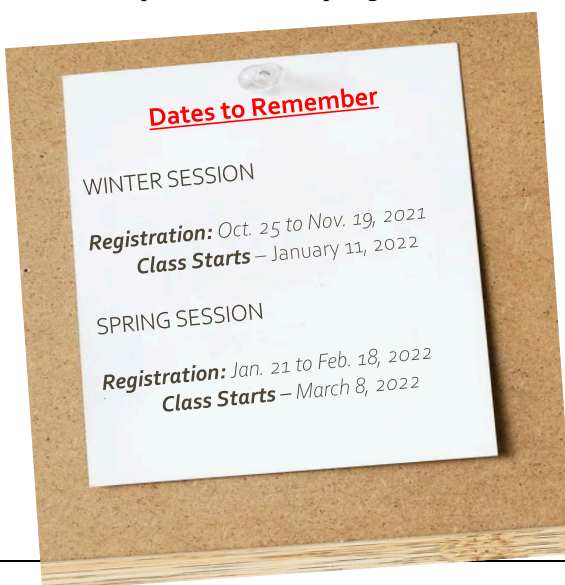 Dates to Remember
WINTER SESSION
Registration: Oct. 25 to Nov. 19, 2021
Class Starts – January 11, 2022
SPRING SESSION
Registration: Jan. 21 to Feb. 18, 2022
Class Starts – March 8, 2022